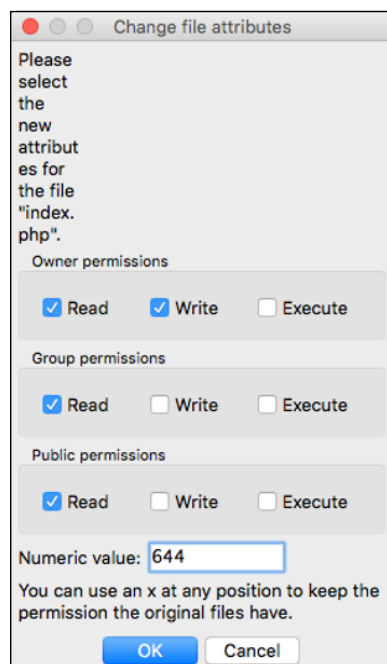 Change file attributes
Please
select
the
new
attribut
es for
the file
"index.
php".
Owner permissions
Read Write Execute
Group permissions
Read Write Execute
Public permissions
Read Write Execute
Numeric value: 644
You can use an x at any position to keep the
permission the original files have.
OK Cancel